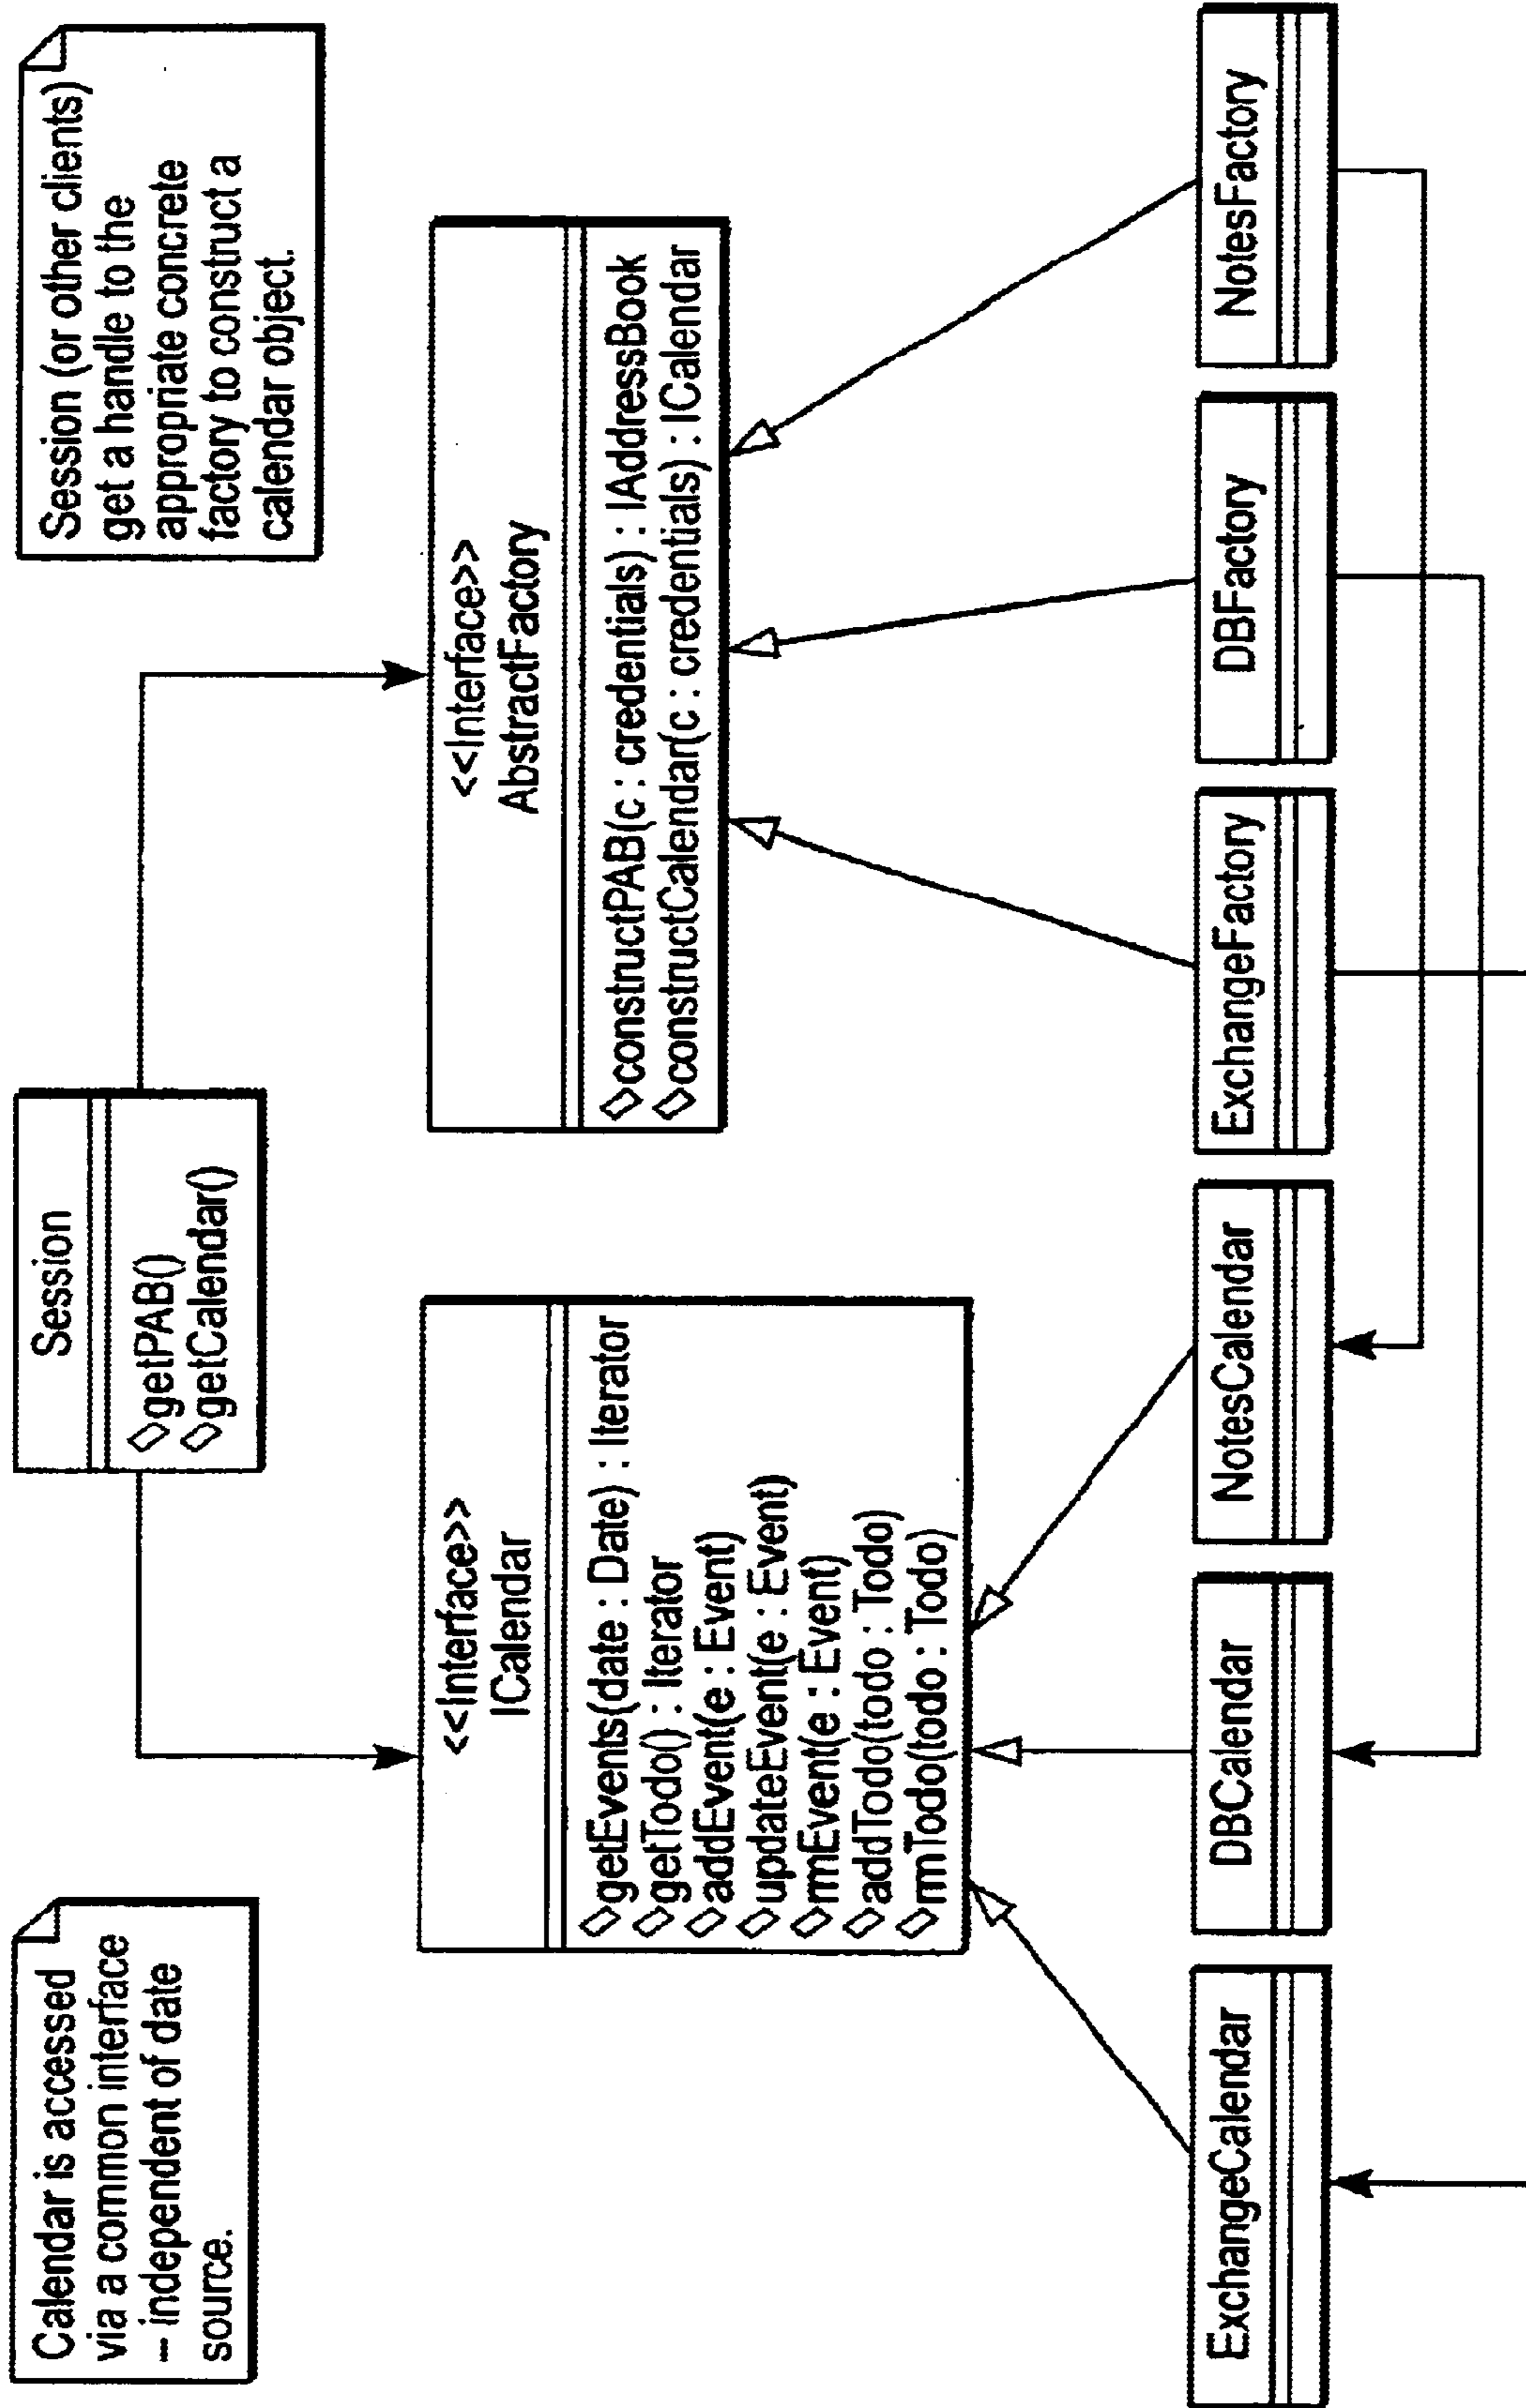 Calendar is accessed
via a common interface
-- independent of date
source.
Session
getPAB()
getCalendar()
Session (or other clients)
get a handle to the
appropriate concrete
factory to construct a
calendar object.
<<Interface>>
ICalendar
getEvents(date : Date) : Iterator
getTodo() : Iterator
addEvent(e : Event)
updateEvent(e : Event)
rmEvent(e : Event)
addTodo(todo : Todo)
rmTodo(todo : Todo)
<<Interface>>
AbstractFactory
constructPAB(c : credentials) : IAddressBook
constructCalendar(c : credentials) : ICalendar
ExchangeCalendar
DBCalendar
NotesCalendar
ExchangeFactory
DBFactory
NotesFactory